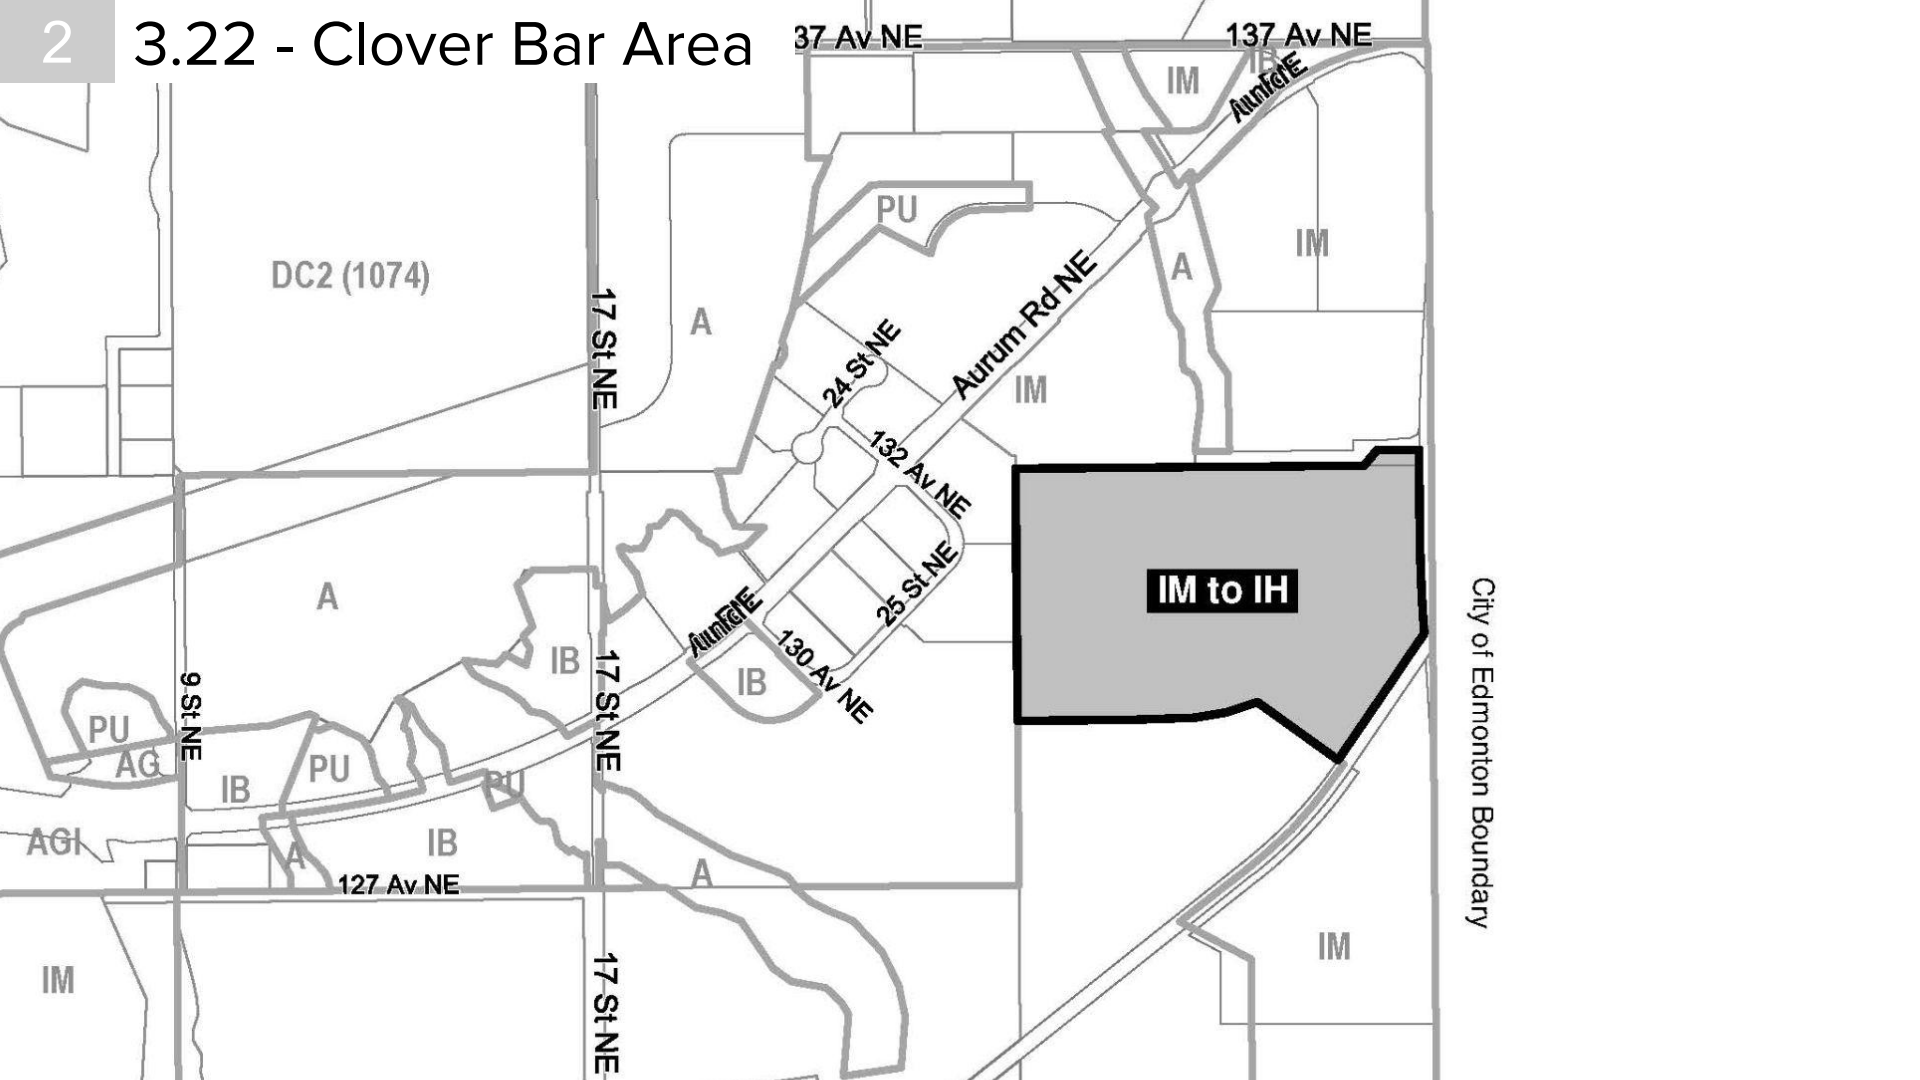 2
3.22 - Clover Bar Area
37 Av NE
137 Av NE
IM
IB
PU
IM
DC2 (1074)
A
A
17 St NE
24 St NE
Aurum Rd NE
IM
132 Av NE
25 St NE
IM to IH
City of Edmonton Boundary
A
IB
17 St NE
IB
130 Av NE
9 St NE
PU
AG
IB
PU
PU
AGI
A
IB
A
127 Av NE
IM
17 St NE
IM